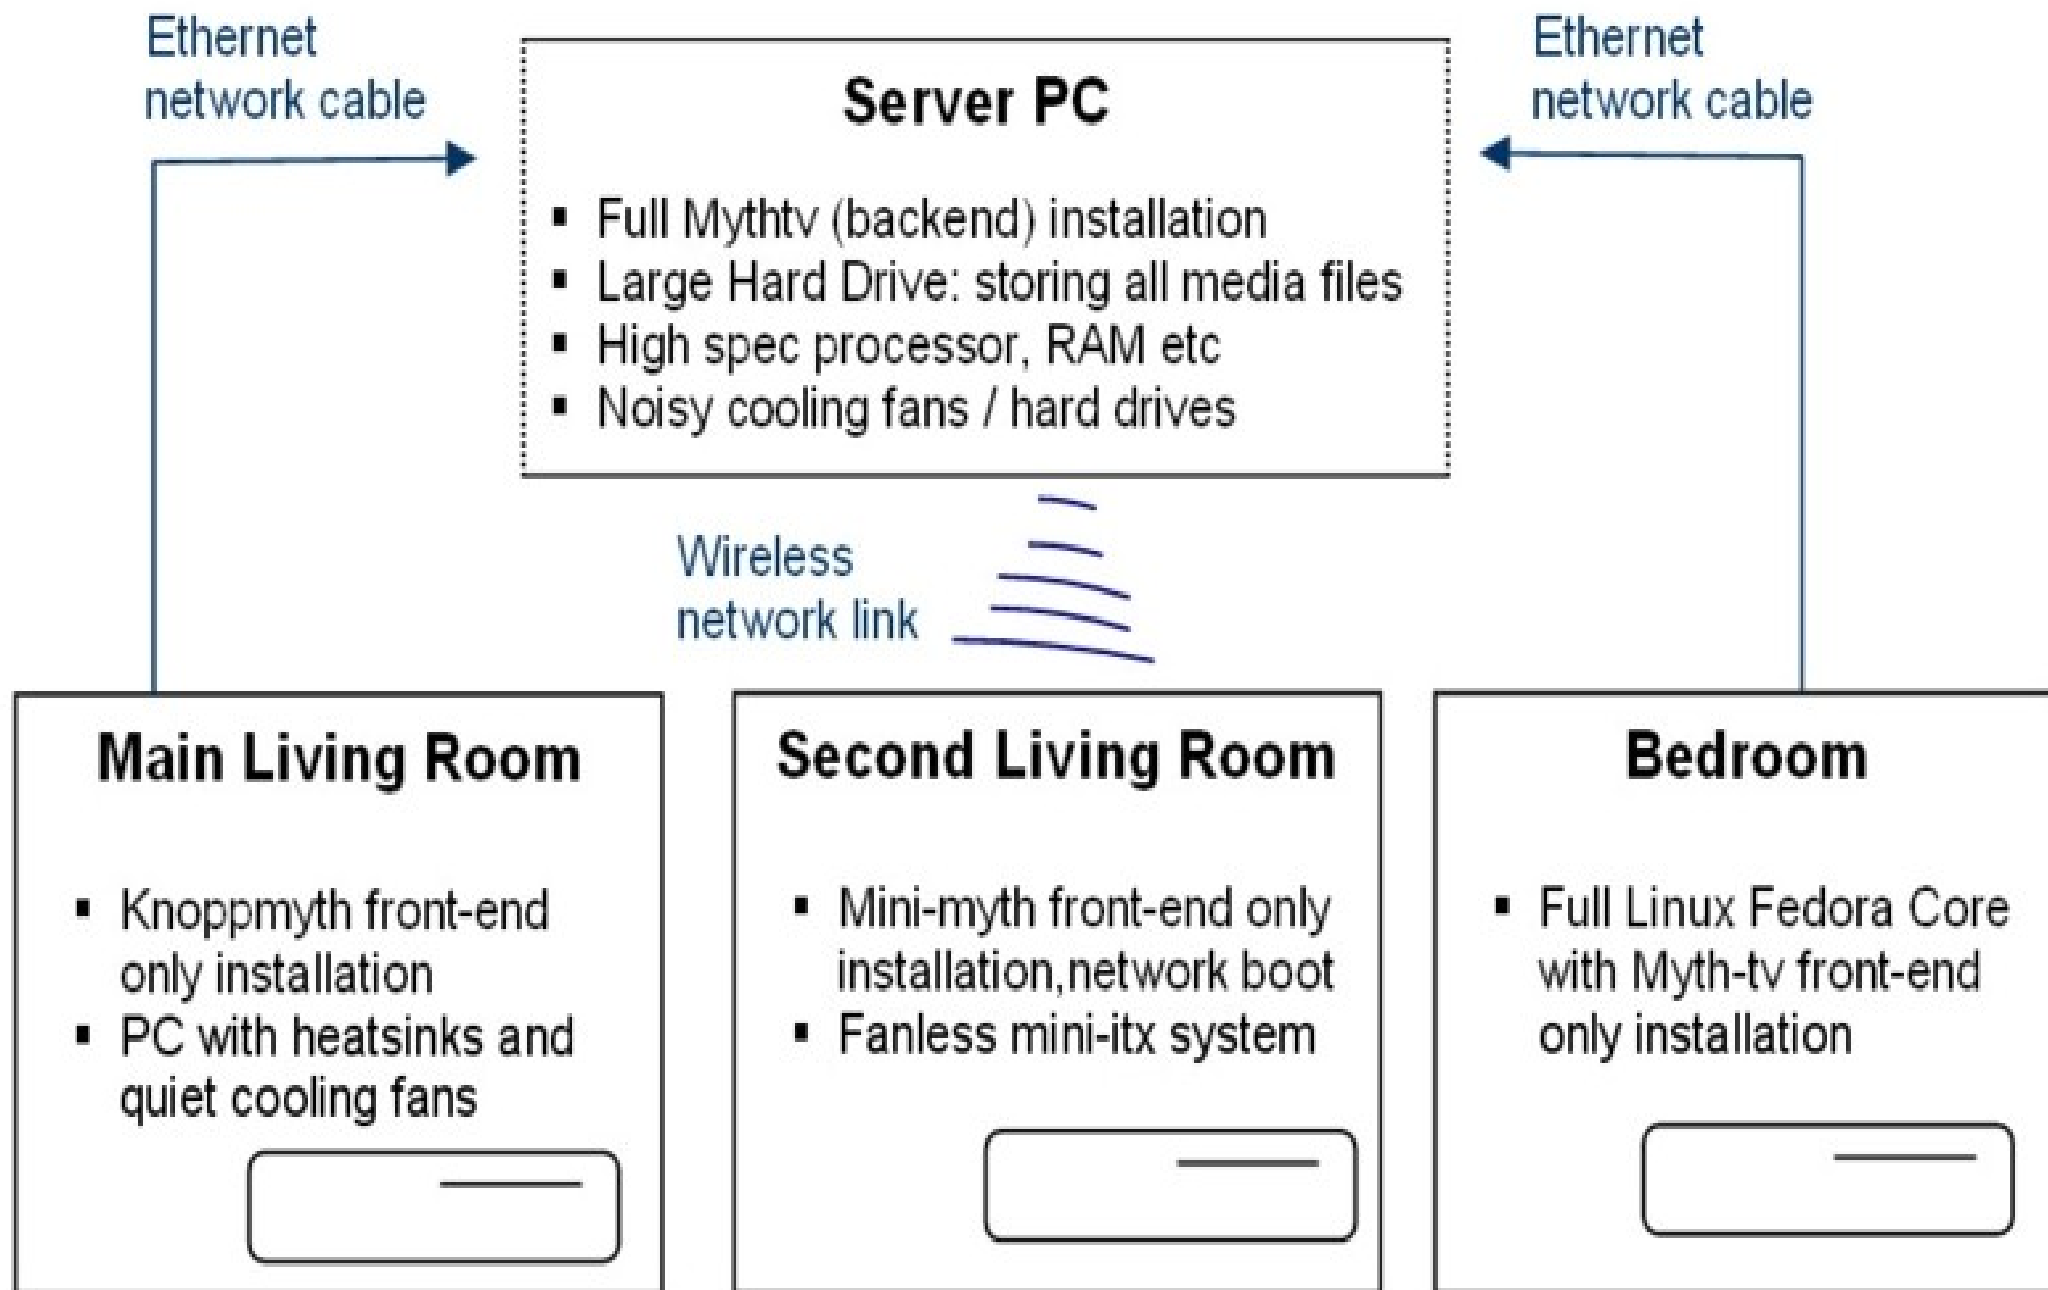 Ethernet
network cable
Ethernet
network cable
Server PC
▪ Full Mythtv (backend) installation
▪ Large Hard Drive: storing all media files
▪ High spec processor, RAM etc
▪ Noisy cooling fans / hard drives
Wireless
network link
Main Living Room
▪ Knoppmyth front-end
only installation
▪ PC with heatsinks and
quiet cooling fans
Second Living Room
▪ Mini-myth front-end only
installation,network boot
▪ Fanless mini-itx system
Bedroom
▪ Full Linux Fedora Core
with Myth-tv front-end
only installation